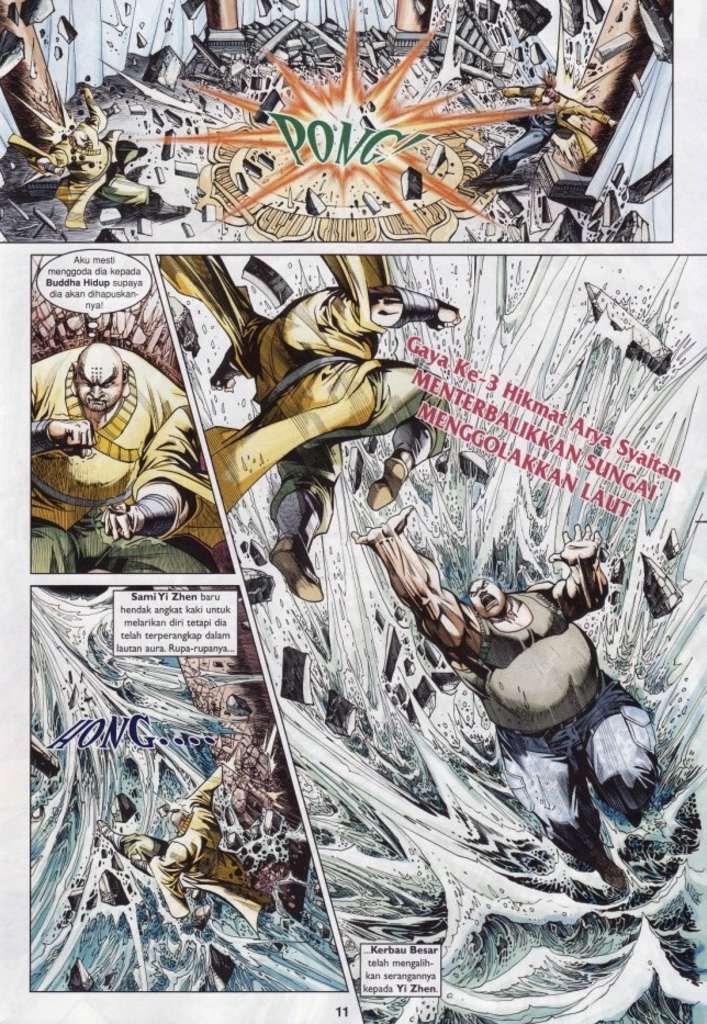 PONG!
Aku mesti
menggoda dia kepada
Buddha Hidup supaya
dia akan dihapuskan-
nya!
Gaya Ke-3 Hikmat Arya Syaitan
MENTERBALIKKAN SUNGAI
MENGGOLAKKAN LAUT
Sami Yi Zhen baru
hendak angkat kaki untuk
melarikan diri tetapi dia
telah terperangkap dalam
lautan aura. Rupa-rupanya...
HONG....
...Kerbau Besar
telah mengalih-
kan serangannya
kepada Yi Zhen.
11